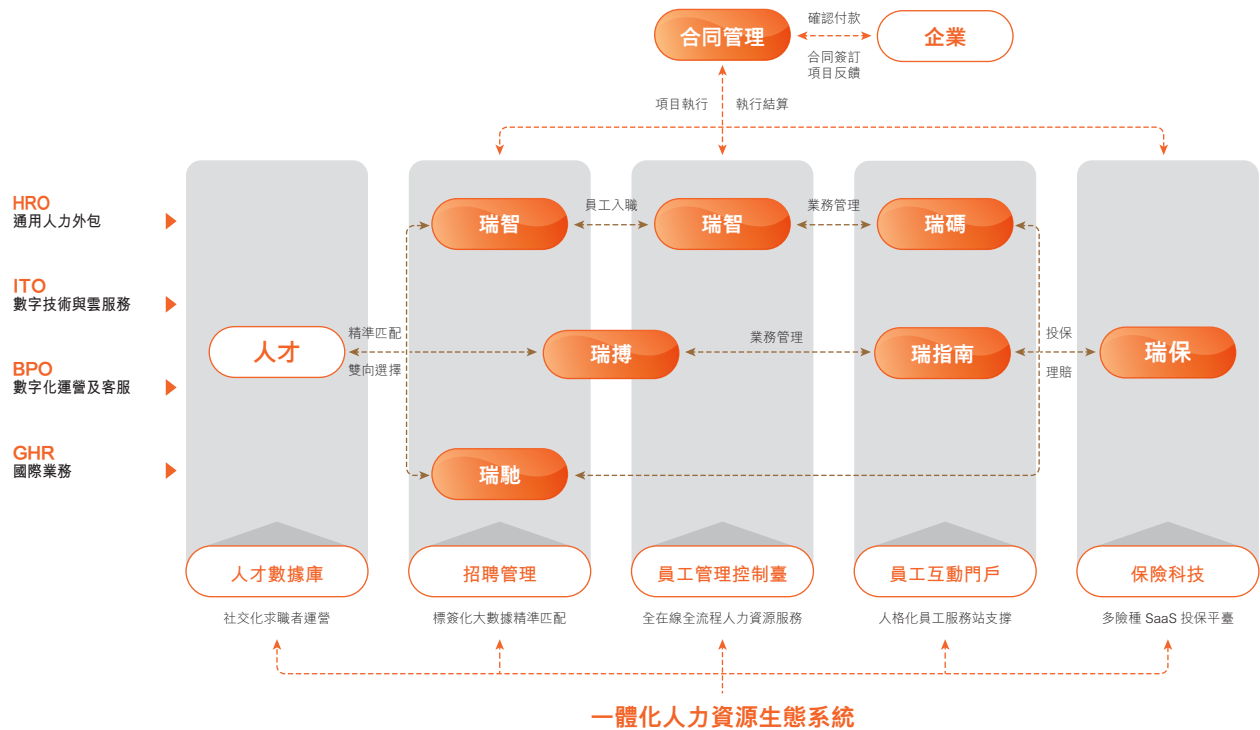 合同管理
確認付款
企業
合同簽訂
項目反饋
項目執行
執行結算
HRO
通用人力外包
ITO
數字技術與雲服務
BPO
數字化運營及客服
GHR
國際業務
瑞智
員工入職
瑞智
業務管理
瑞碼
人才
精準匹配
雙向選擇
瑞搏
業務管理
瑞指南
投保
理賠
瑞保
瑞馳
人才數據庫
招聘管理
員工管理控制臺
員工互動門戶
保險科技
社交化求職者運營
標簽化大數據精準匹配
全在線全流程人力資源服務
人格化員工服務站支撐
多險種 SaaS 投保平臺
一體化人力資源生態系統